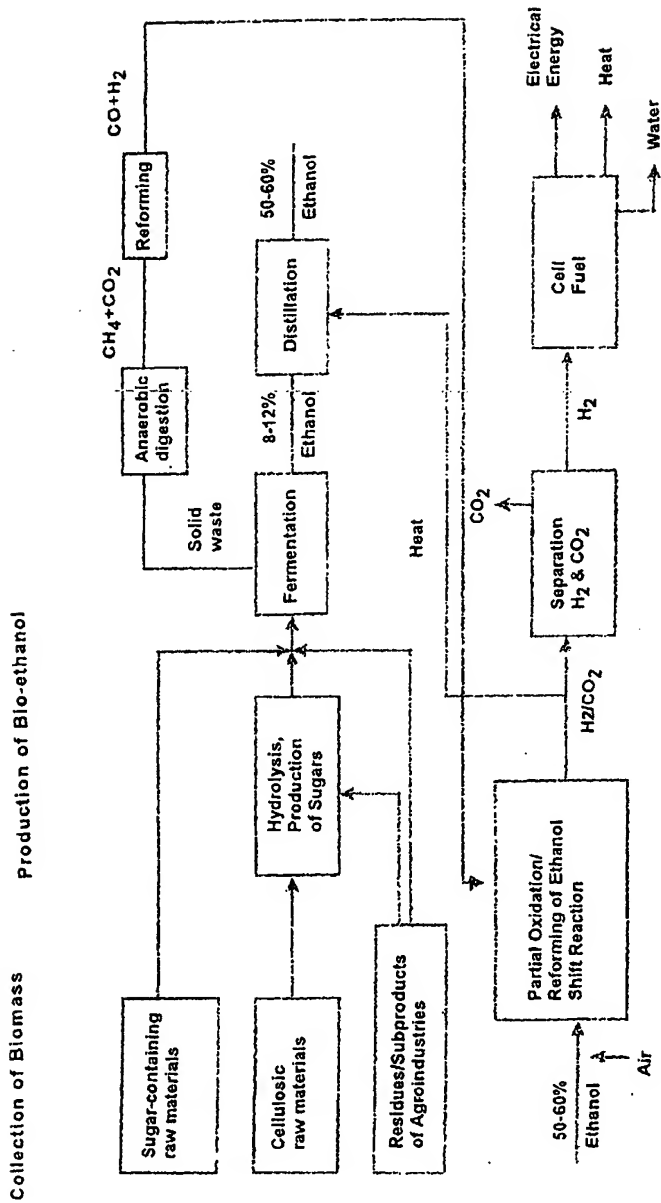 Collection of Biomass
Production of Bio-ethanol
Sugar-containing
raw materials
Cellulosic
raw materials
Residues/Subproducts
of Agroindustries
Hydrolysis,
Production
of Sugars
Fermentation
Solid
waste
Anaerobic
digestion
CH4+CO2
Reforming
CO+H2
8-12%
Ethanol
Distillation
50-60%
Ethanol
Heat
50-60%
Ethanol
Air
Partial Oxidation/
Reforming of Ethanol
Shift Reaction
H2/CO2
Separation
H2 & CO2
CO2
H2
Cell
Fuel
Electrical
Energy
Heat
Water